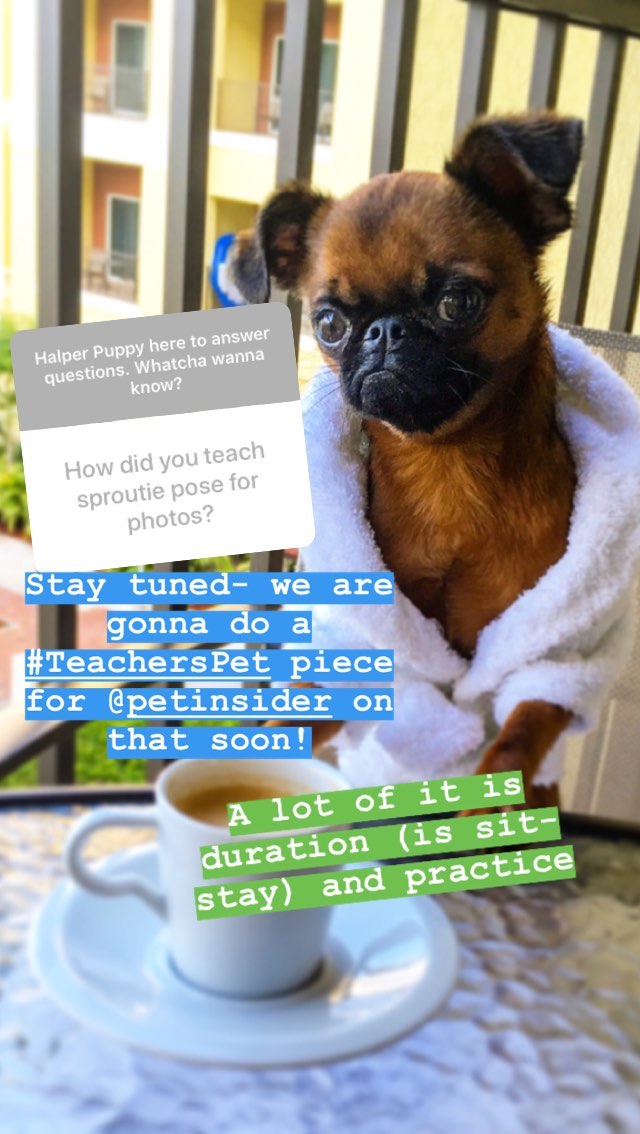 Halper Puppy here to answer
questions. Whatcha wanna
know?
How did you teach
sproutie pose for
photos?
Stay tuned- we are
gonna do a
#TeachersPet piece
for @petinsider on
that soon!
A lot of it is
duration (is sit-
stay) and practice